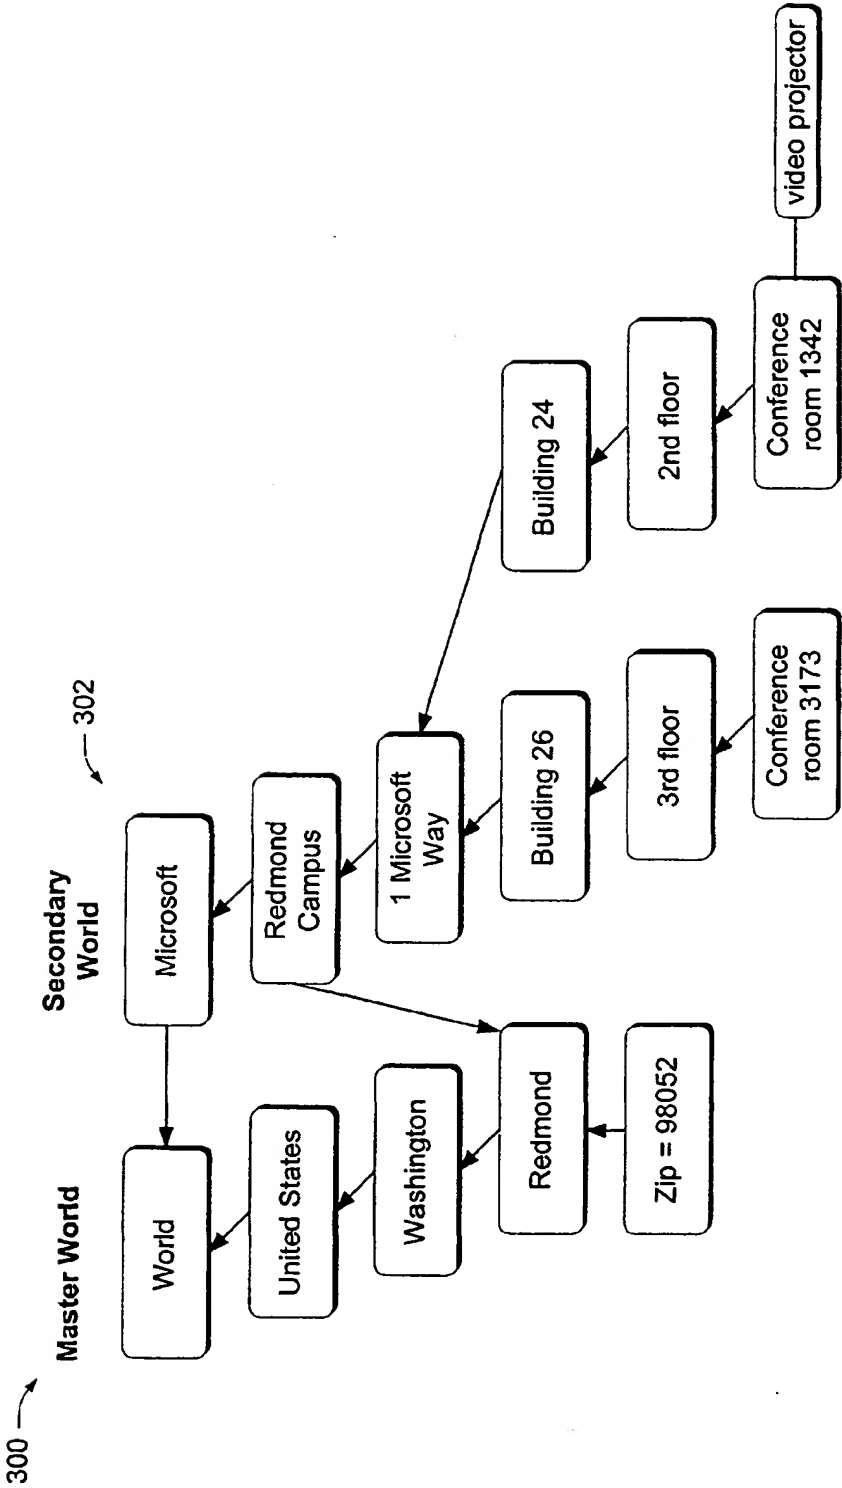 300
Master World
Secondary
World
302
World
Microsoft
United States
Redmond
Campus
Washington
1 Microsoft
Way
Redmond
Building 26
Building 24
Zip = 98052
3rd floor
2nd floor
Conference
room 3173
Conference
room 1342
video projector